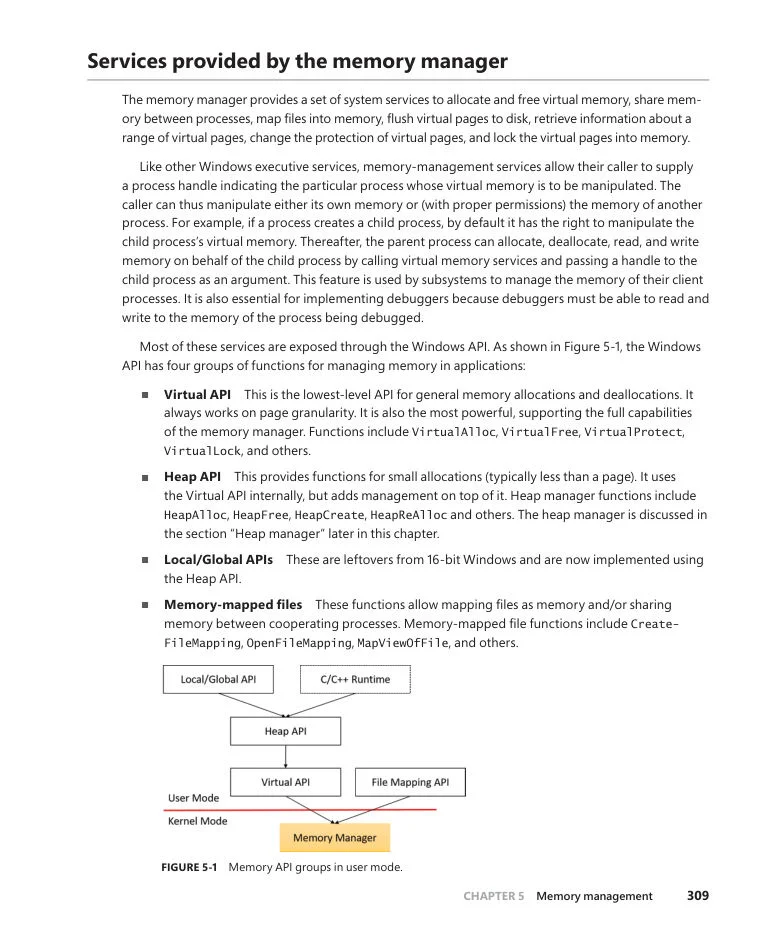 Services provided by the memory manager
The memory manager provides a set of system services to allocate and free virtual memory, share mem-
ory between processes, map files into memory, flush virtual pages to disk, retrieve information about a
range of virtual pages, change the protection of virtual pages, and lock the virtual pages into memory.
Like other Windows executive services, memory-management services allow their caller to supply
a process handle indicating the particular process whose virtual memory is to be manipulated. The
caller can thus manipulate either its own memory or (with proper permissions) the memory of another
process. For example, if a process creates a child process, by default it has the right to manipulate the
child process’s virtual memory. Thereafter, the parent process can allocate, deallocate, read, and write
memory on behalf of the child process by calling virtual memory services and passing a handle to the
child process as an argument. This feature is used by subsystems to manage the memory of their client
processes. It is also essential for implementing debuggers because debuggers must be able to read and
write to the memory of the process being debugged.
Most of these services are exposed through the Windows API. As shown in Figure 5-1, the Windows
API has four groups of functions for managing memory in applications:
■ Virtual API This is the lowest-level API for general memory allocations and deallocations. It
always works on page granularity. It is also the most powerful, supporting the full capabilities
of the memory manager. Functions include VirtualAlloc, VirtualFree, VirtualProtect,
VirtualLock, and others.
■ Heap API This provides functions for small allocations (typically less than a page). It uses
the Virtual API internally, but adds management on top of it. Heap manager functions include
HeapAlloc, HeapFree, HeapCreate, HeapReAlloc and others. The heap manager is discussed in
the section “Heap manager” later in this chapter.
■ Local/Global APIs These are leftovers from 16-bit Windows and are now implemented using
the Heap API.
■ Memory-mapped files These functions allow mapping files as memory and/or sharing
memory between cooperating processes. Memory-mapped file functions include Create-
FileMapping, OpenFileMapping, MapViewOfFile, and others.
Local/Global API
C/C++ Runtime
Heap API
Virtual API
File Mapping API
User Mode
Kernel Mode
Memory Manager
FIGURE 5-1 Memory API groups in user mode.
CHAPTER 5 Memory management 309